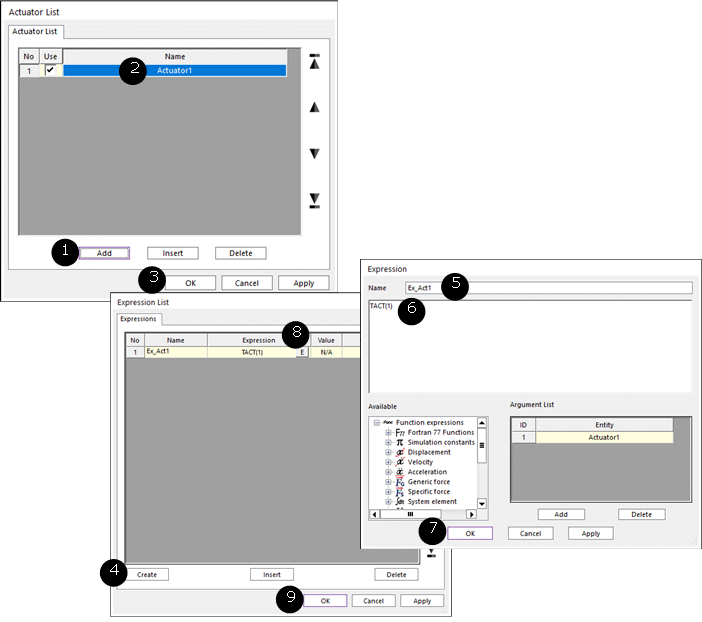 Actuator List
Actuator List
No Use Name
1 2 Actuator1
1 Add Insert Delete
3 OK Cancel Apply
Expression List
Expressions
8
No Name Expression Value
1 Ex_Act1 TACT(1) E N/A
4 Create Insert Delete
9 OK Cancel Apply
Expression
Name Ex_Act1 5
TACT(1) 6
Available
Func Function expressions
F77 Fortran 77 Functions
π Simulation constants
Displacement
Velocity
Acceleration
Generic force
Specific force
System element
Argument List
ID Entity
1 Actuator1
Add Delete
7 OK Cancel Apply